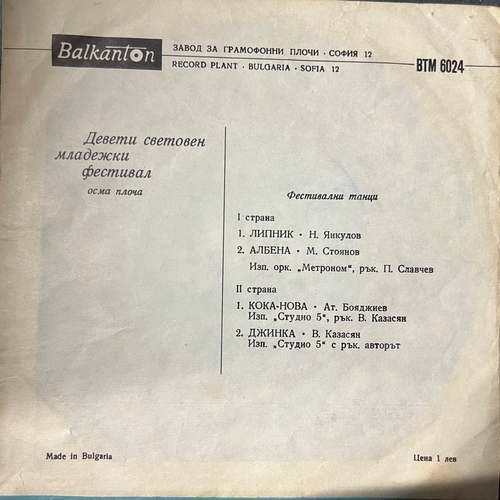 Balkanton
ЗАВОД ЗА ГРАМОФОННИ ПЛОЧИ · СОФИЯ 12
RECORD PLANT · BULGARIA · SOFIA 12
ВТМ 6024
Девети световен
младежки
фестивал
осма плоча
Фестивални танци
I страна
1. ЛИПНИК · Н. Янкулов
2. АЛБЕНА · М. Стоянов
Изп. орк. „Метроном“, рък. П. Славчев
II страна
1. КОКА-НОВА · Ат. Бояджиев
Изп. „Студио 5“, рък. В. Казасян
2. ДЖИНКА · В. Казасян
Изп. „Студио 5“ с рък. авторът
Made in Bulgaria
Цена 1 лев